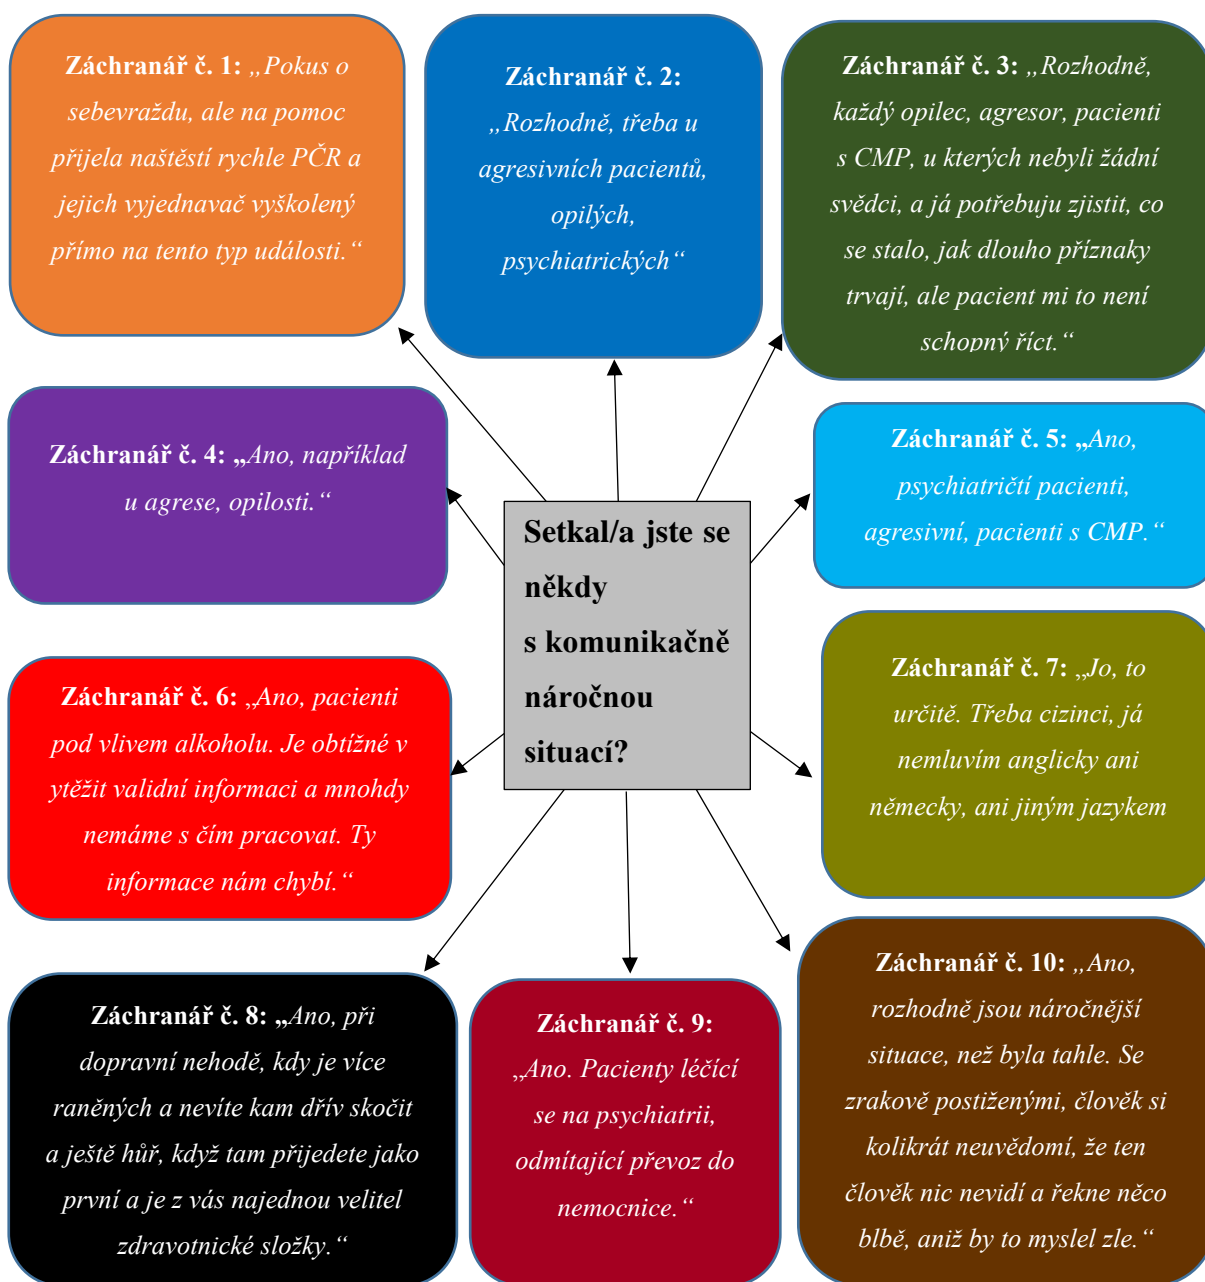 Záchranář č. 1: „Pokus o
sebevraždu, ale na pomoc
přijela naštěstí rychle PČR a
jejich vyjednavač vyškolený
přímo na tento typ události.“
Záchranář č. 2:
„Rozhodně, třeba u
agresivních pacientů,
opilých,
psychiatrických“
Záchranář č. 3: „Rozhodně,
každý opilec, agresor, pacienti
s CMP, u kterých nebyli žádní
svědci, a já potřebuju zjistit, co
se stalo, jak dlouho příznaky
trvají, ale pacient mi to není
schopný říct.“
Záchranář č. 4: „Ano, například
u agrese, opilosti.“
Záchranář č. 5: „Ano,
psychiatričtí pacienti,
agresivní, pacienti s CMP.“
Setkal/a jste se
někdy
s komunikačně
náročnou
situací?
Záchranář č. 6: „Ano, pacienti
pod vlivem alkoholu. Je obtížné v
ytěžit validní informaci a mnohdy
nemáme s čím pracovat. Ty
informace nám chybí.“
Záchranář č. 7: „Jo, to
určitě. Třeba cizinci, já
nemluvím anglicky ani
německy, ani jiným jazykem
Záchranář č. 8: „Ano, při
dopravní nehodě, kdy je více
raněných a nevíte kam dřív skočit
a ještě hůř, když tam přijedete jako
první a je z vás najednou velitel
zdravotnické složky.“
Záchranář č. 9:
„Ano. Pacienty léčící
se na psychiatrii,
odmítající převoz do
nemocnice.“
Záchranář č. 10: „Ano,
rozhodně jsou náročnější
situace, než byla tahle. Se
zrakově postiženými, člověk si
kolikrát neuvědomí, že ten
člověk nic nevidí a řekne něco
blbě, aniž by to myslel zle.“